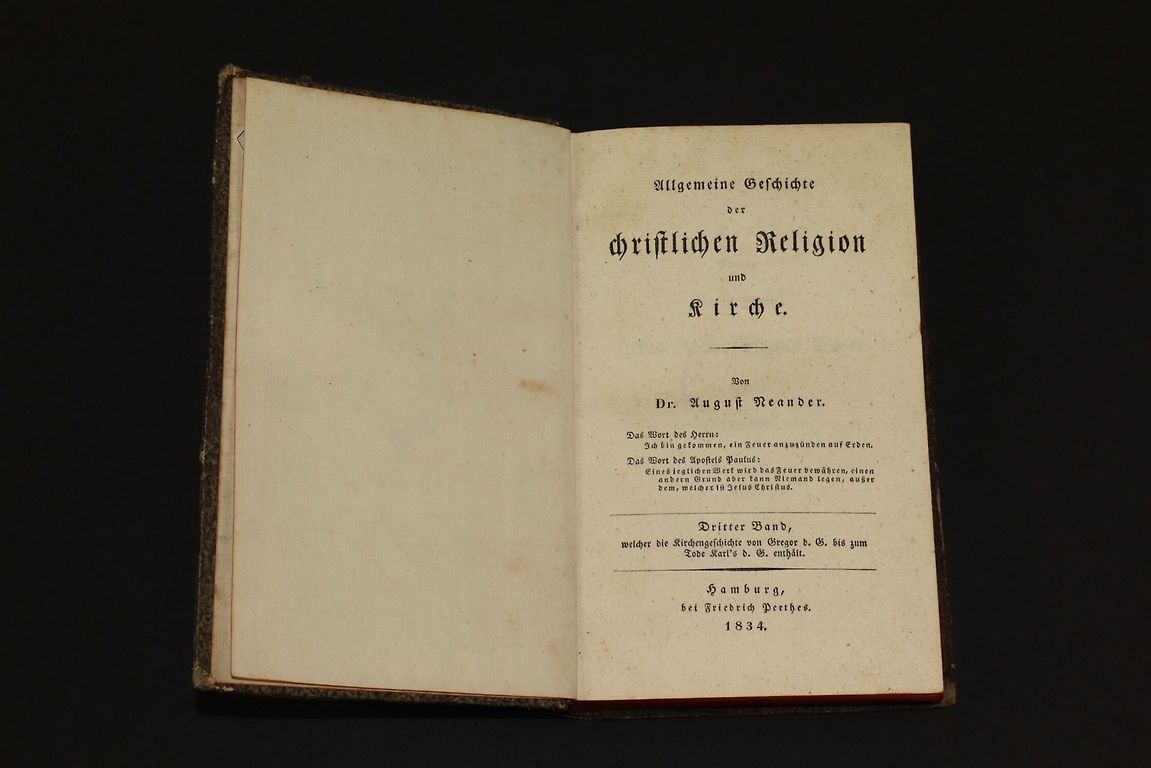 Allgemeine Geschichte
der
christlichen Religion
und
Kirche.
Von
Dr. August Neander.
Das Wort des Herrn:
Ich bin gekommen, ein Feuer anzuzünden auf Erden.
Das Wort des Apostels Paulus:
Eines jeglichen Werk wird das Feuer bewähren, einen
andern Grund aber kann Niemand legen, außer
dem, welcher ist Jesus Christus.
Dritter Band,
welcher die Kirchengeschichte von Gregor d. G. bis zum
Tode Karl's d. G. enthält.
Hamburg,
bei Friedrich Perthes.
1834.